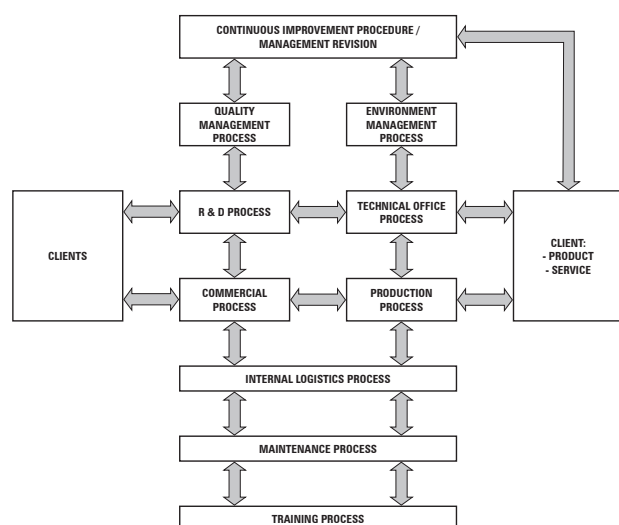 CONTINUOUS IMPROVEMENT PROCEDURE /
MANAGEMENT REVISION
QUALITY
MANAGEMENT
PROCESS
ENVIRONMENT
MANAGEMENT
PROCESS
CLIENTS
R & D PROCESS
TECHNICAL OFFICE
PROCESS
CLIENT:
- PRODUCT
- SERVICE
COMMERCIAL
PROCESS
PRODUCTION
PROCESS
INTERNAL LOGISTICS PROCESS
MAINTENANCE PROCESS
TRAINING PROCESS